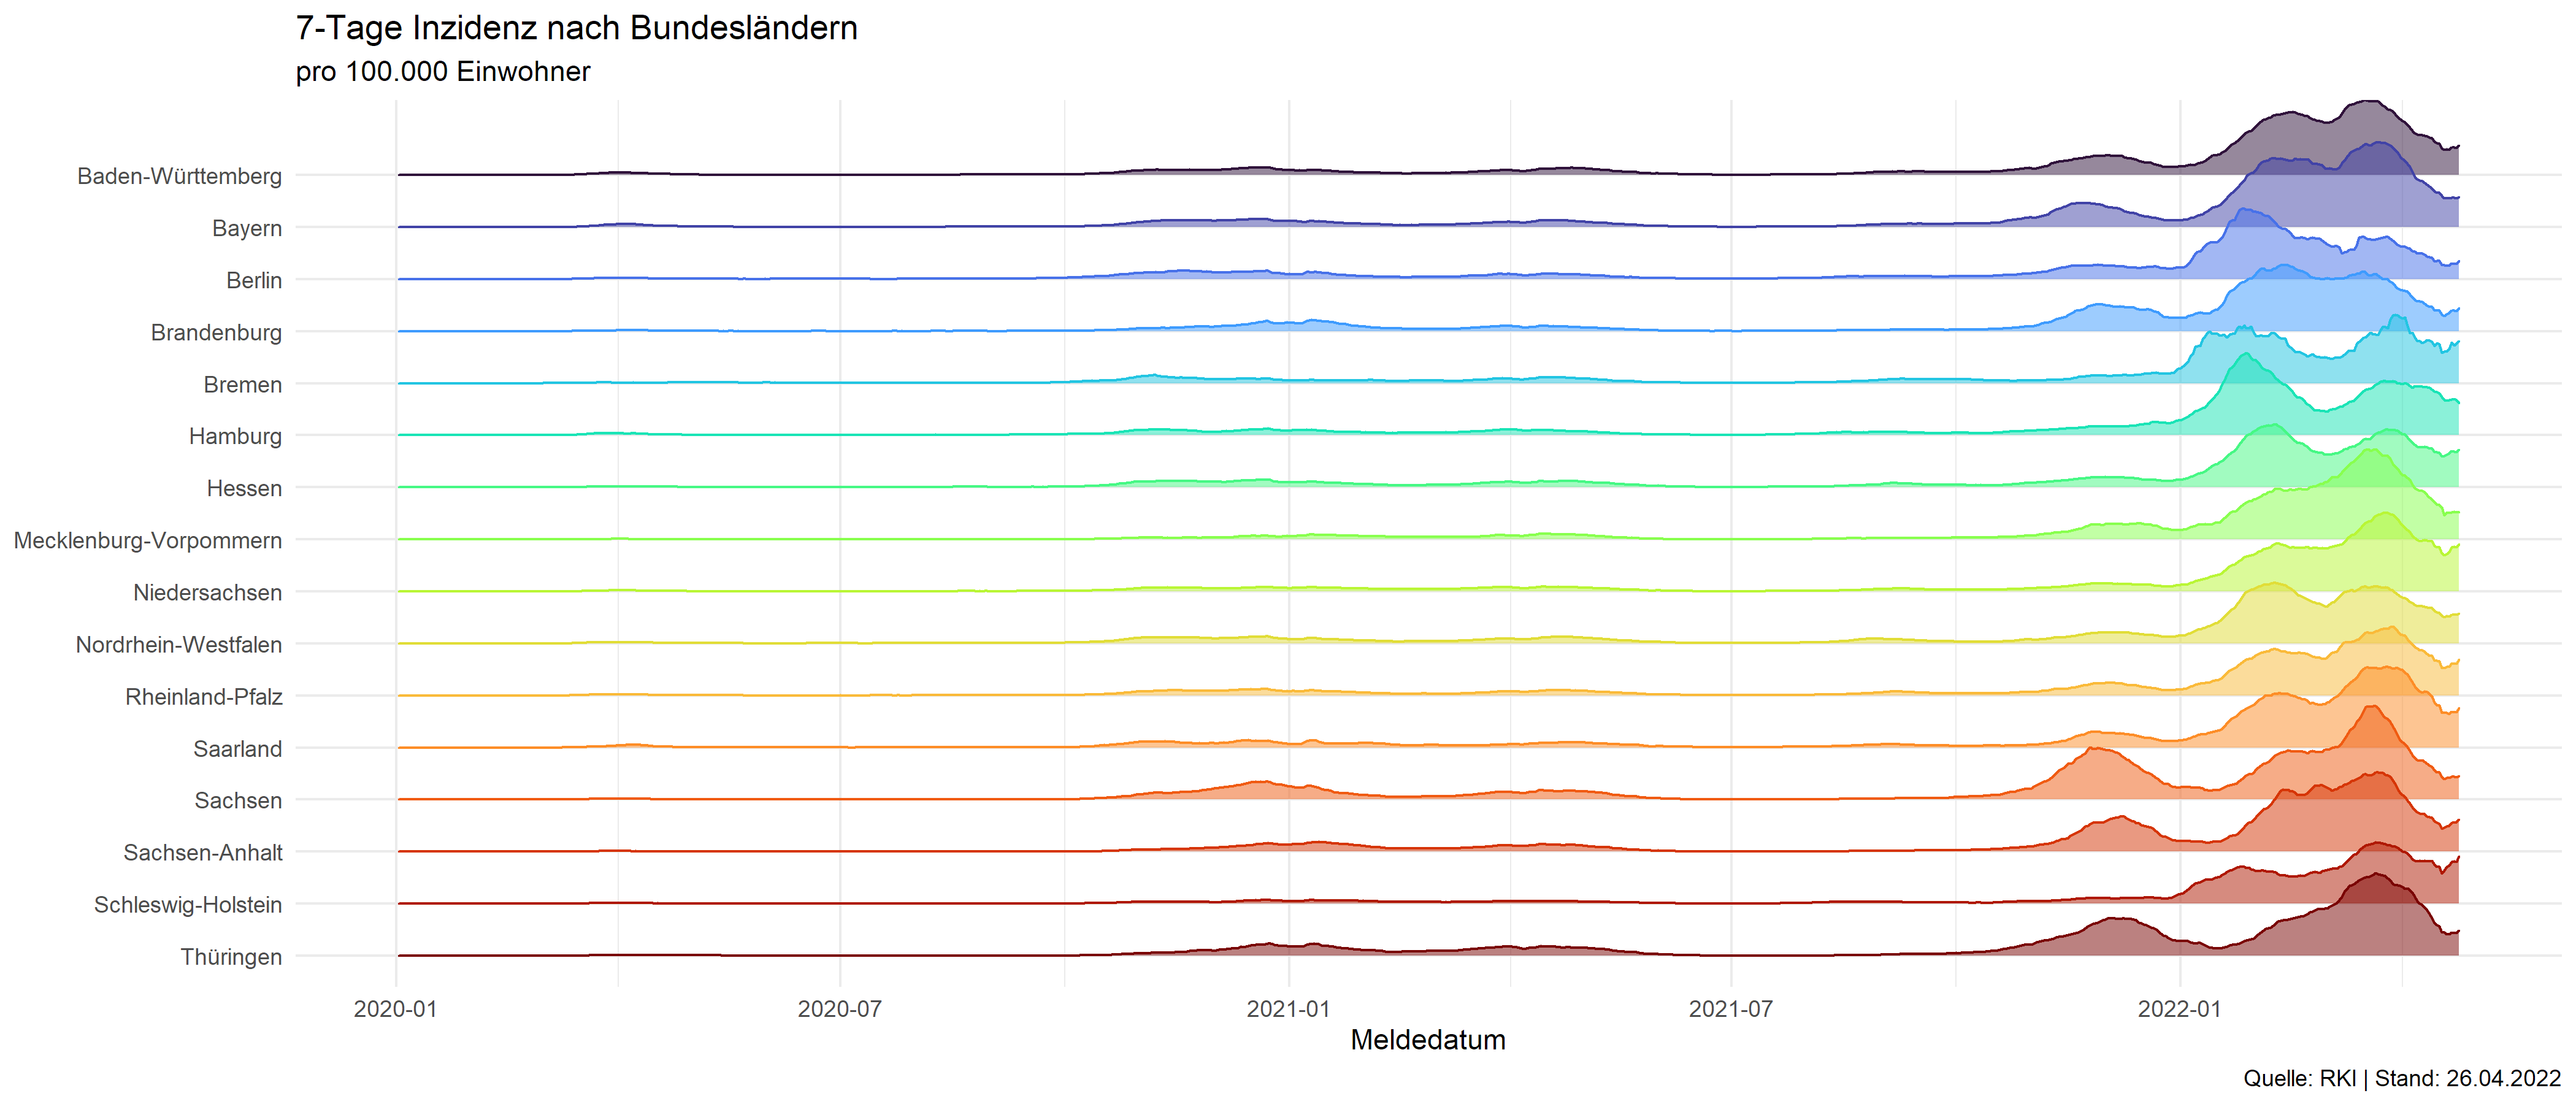 7-Tage Inzidenz nach Bundesländern
pro 100.000 Einwohner
Baden-Württemberg
Bayern
Berlin
Brandenburg
Bremen
Hamburg
Hessen
Mecklenburg-Vorpommern
Niedersachsen
Nordrhein-Westfalen
Rheinland-Pfalz
Saarland
Sachsen
Sachsen-Anhalt
Schleswig-Holstein
Thüringen
2020-01 2020-07 2021-01 2021-07 2022-01
Meldedatum
Quelle: RKI | Stand: 26.04.2022